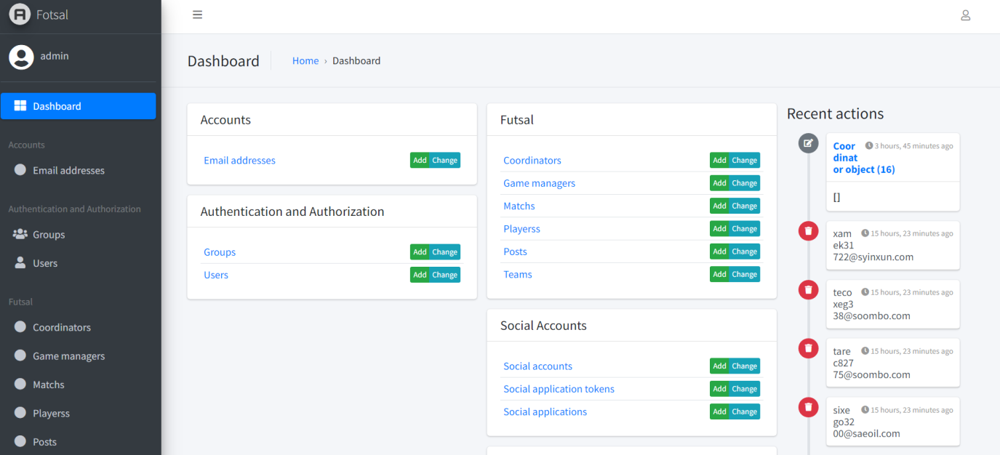 Fotsal
admin
Dashboard
Accounts
Email addresses
Authentication and Authorization
Groups
Users
Futsal
Coordinators
Game managers
Matchs
Playerss
Posts
Dashboard
Home › Dashboard
Accounts
Email addresses Add Change
Authentication and Authorization
Groups Add Change
Users Add Change
Futsal
Coordinators Add Change
Game managers Add Change
Matchs Add Change
Playerss Add Change
Posts Add Change
Teams Add Change
Social Accounts
Social accounts Add Change
Social application tokens Add Change
Social applications Add Change
Recent actions
Coor 3 hours, 45 minutes ago
dinat
or object (16)
[]
xam 15 hours, 23 minutes ago
ek31
722@syinxun.com
teco 15 hours, 23 minutes ago
xeg3
38@soombo.com
tare 15 hours, 23 minutes ago
c827
75@soombo.com
sixe 15 hours, 23 minutes ago
go32
00@saeoil.com